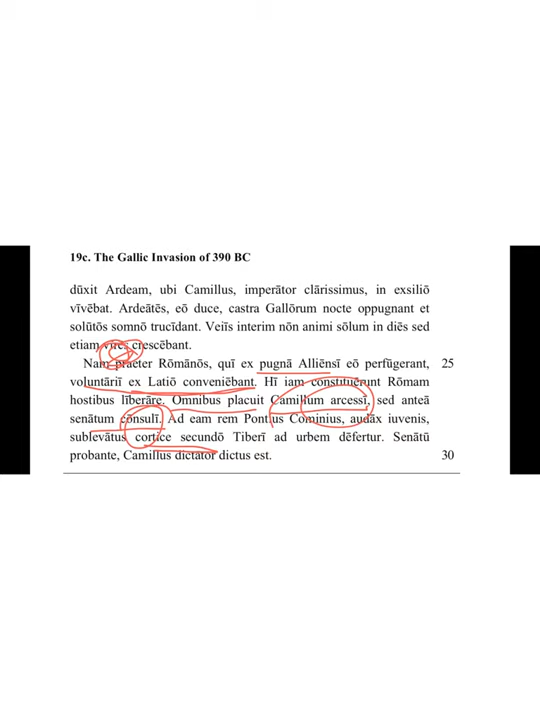 19c. The Gallic Invasion of 390 BC
dūxit Ardeam, ubi Camillus, imperātor clārissimus, in exsiliō
vīvēbat. Ardeātēs, eō duce, castra Gallōrum nocte oppugnant et
solūtōs somnō trucīdant. Veiīs interim nōn animi sōlum in diēs sed
etiam vīrēs crescēbant.
Nam praeter Rōmānōs, quī ex pugnā Alliēnsī eō perfūgerant, 25
voluntāriī ex Latiō conveniēbant. Hī iam constituērunt Rōmam
hostibus līberāre. Omnibus placuit Camillum arcessī, sed anteā
senātum cōnsulī. Ad eam rem Pontius Cominius, audāx iuvenis,
sublevātus cortice secundō Tiberī ad urbem dēfertur. Senātū
probante, Camillus dictātor dictus est. 30